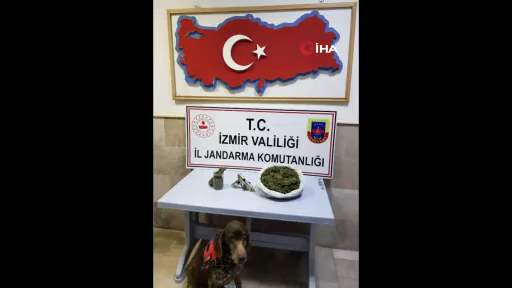 İHA
T.C.
İZMİR VALİLİĞİ
İL JANDARMA KOMUTANLIĞI